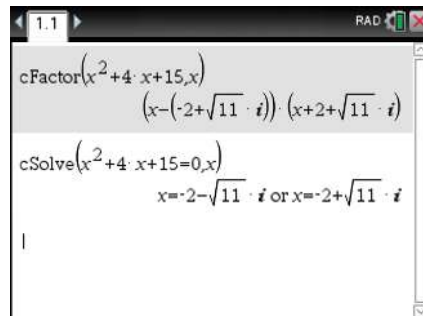 1.1 RAD
cFactor(x²+4·x+15,x)
(x−(-2+√11·i))·(x+2+√11·i)
cSolve(x²+4·x+15=0,x)
x=-2−√11·i or x=-2+√11·i